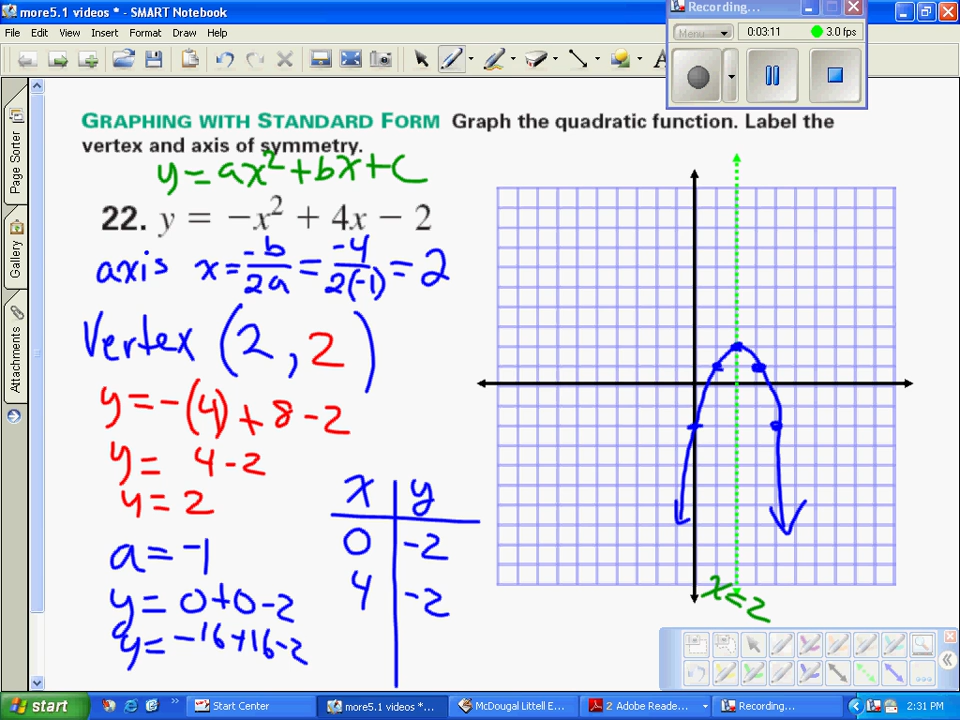 more5.1 videos * - SMART Notebook
Recording...
File Edit View Insert Format Draw Help
Menu
0:03:11
3.0 fps
A
Page Sorter
Gallery
Attachments
GRAPHING WITH STANDARD FORM Graph the quadratic function. Label the
vertex and axis of symmetry.
y = ax² + bx + c
22. y = −x² + 4x − 2
axis x = -b/2a = -4/2(-1) = 2
Vertex (2, 2)
y = -(4) + 8 - 2
y = 4 - 2
y = 2
a = -1
y = 0 + 0 - 2
y = -16 + 16 - 2
x y
0 -2
4 -2
x = 2
start
Start Center
more5.1 videos *...
McDougal Littell E...
2 Adobe Reade...
Recording...
2:31 PM